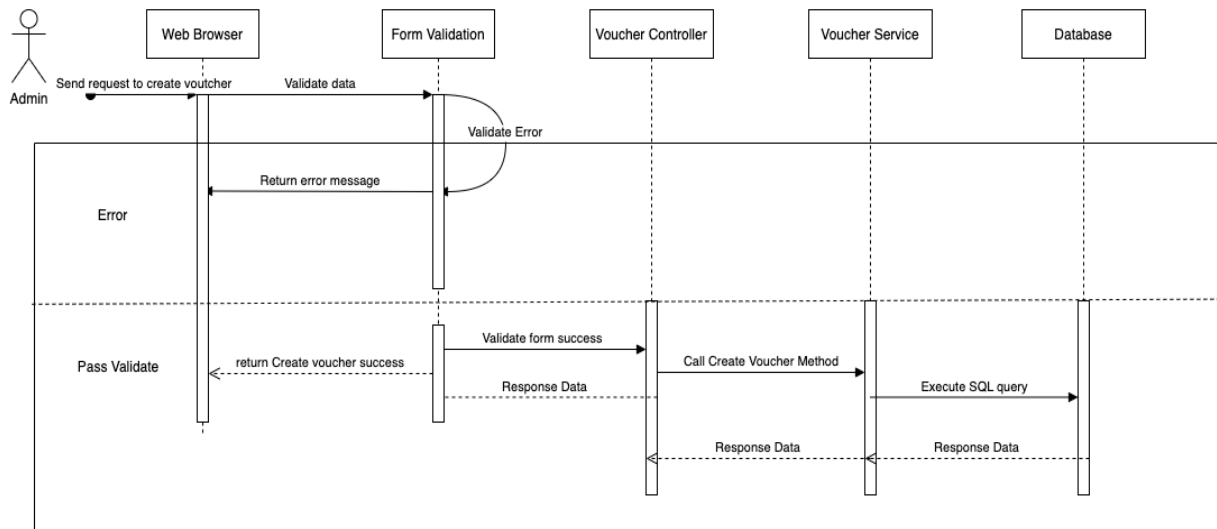 Web Browser
Form Validation
Voucher Controller
Voucher Service
Database
Admin
Send request to create voutcher
Validate data
Validate Error
Return error message
Error
Pass Validate
Validate form success
return Create voucher success
Call Create Voucher Method
Response Data
Execute SQL query
Response Data
Response Data